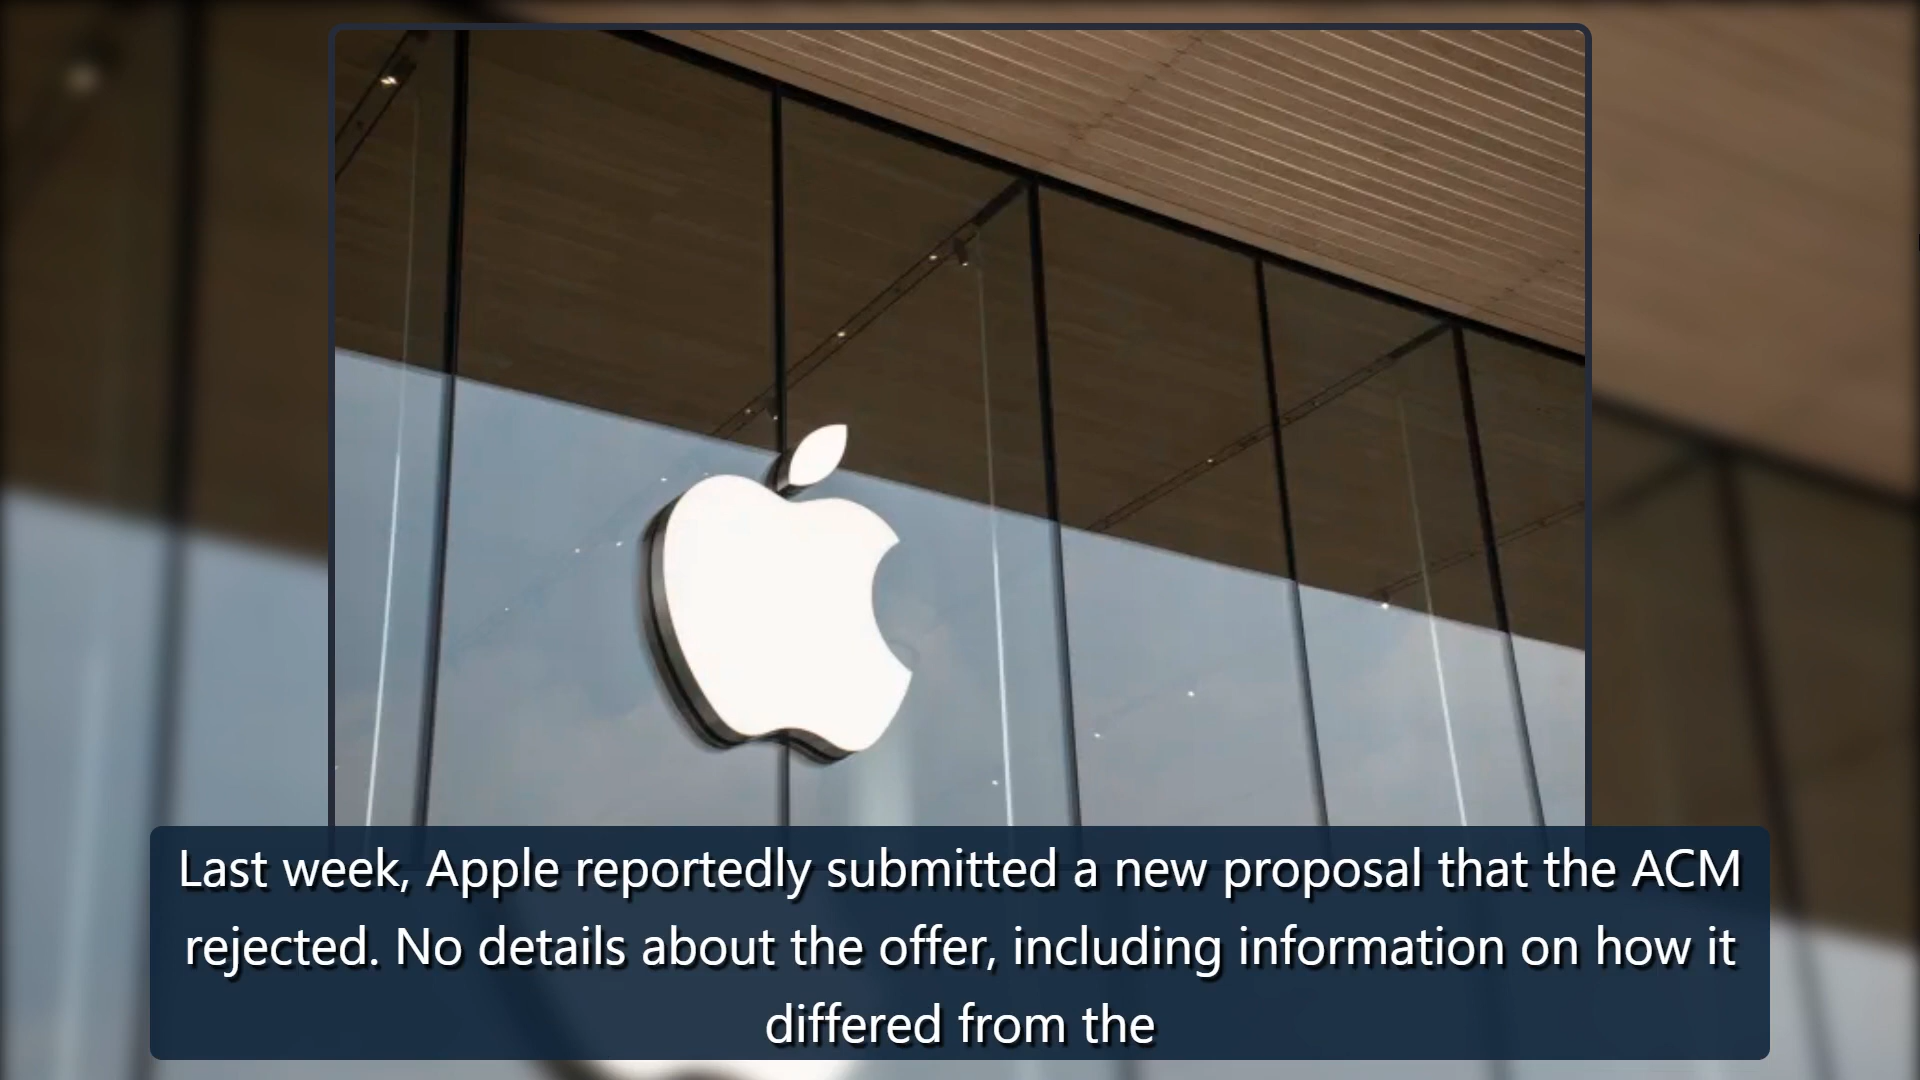 Last week, Apple reportedly submitted a new proposal that the ACM
rejected. No details about the offer, including information on how it
differed from the